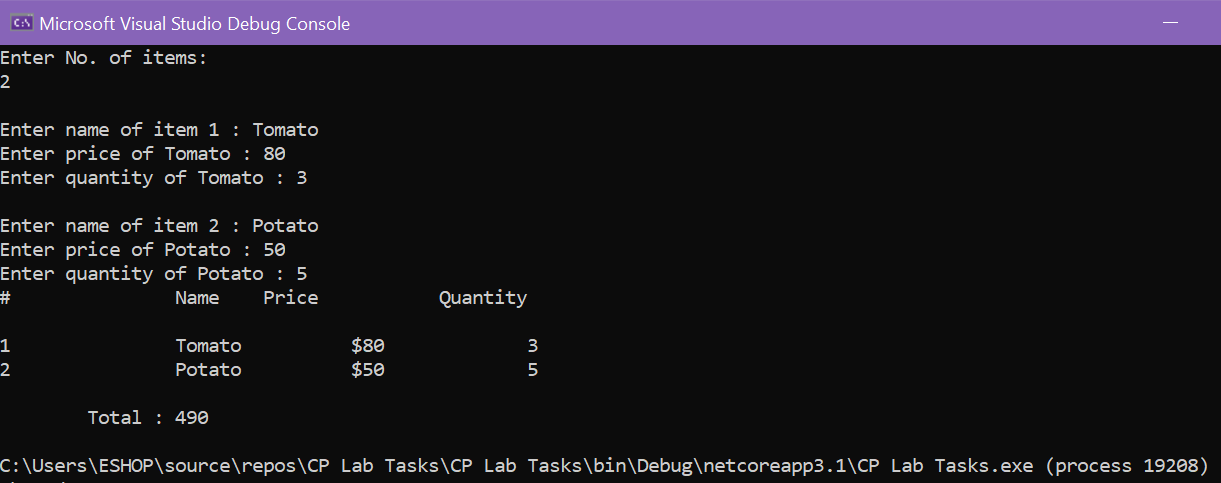 Microsoft Visual Studio Debug Console
Enter No. of items:
2
Enter name of item 1 : Tomato
Enter price of Tomato : 80
Enter quantity of Tomato : 3
Enter name of item 2 : Potato
Enter price of Potato : 50
Enter quantity of Potato : 5
# Name Price Quantity
1 Tomato $80 3
2 Potato $50 5
Total : 490
C:\Users\ESHOP\source\repos\CP Lab Tasks\CP Lab Tasks\bin\Debug\netcoreapp3.1\CP Lab Tasks.exe (process 19208)